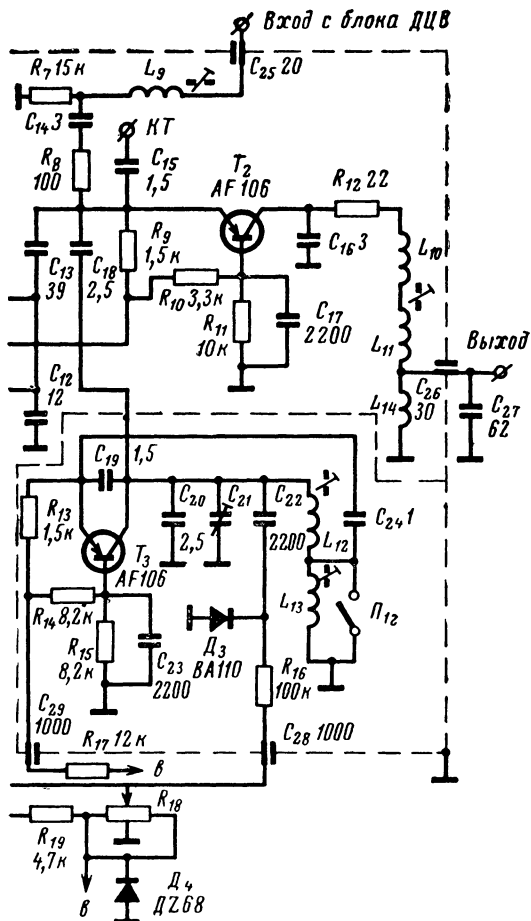 Вход с блока ДЦВ
R7 15к
L9
C25 20
C14 3
КТ
R8
100
C15
1,5
T2
AF106
R12 22
C13
39
C18
2,5
R9
1,5к
R10 3,3к
C16 3
L10
R11
10к
C17
2200
L11
Выход
C12
12
L14
C26
30
C27
62
C19
1,5
R13
1,5к
C20
2,5
C21
C22
2200
L12
C24 1
T3
AF106
R14 8,2к
L13
П12
R15
8,2к
C23
2200
Д3
ВА110
R16
100к
C29
1000
R17 12к
в
C28 1000
R18
R19
4,7к
в
Д4
ДZ68